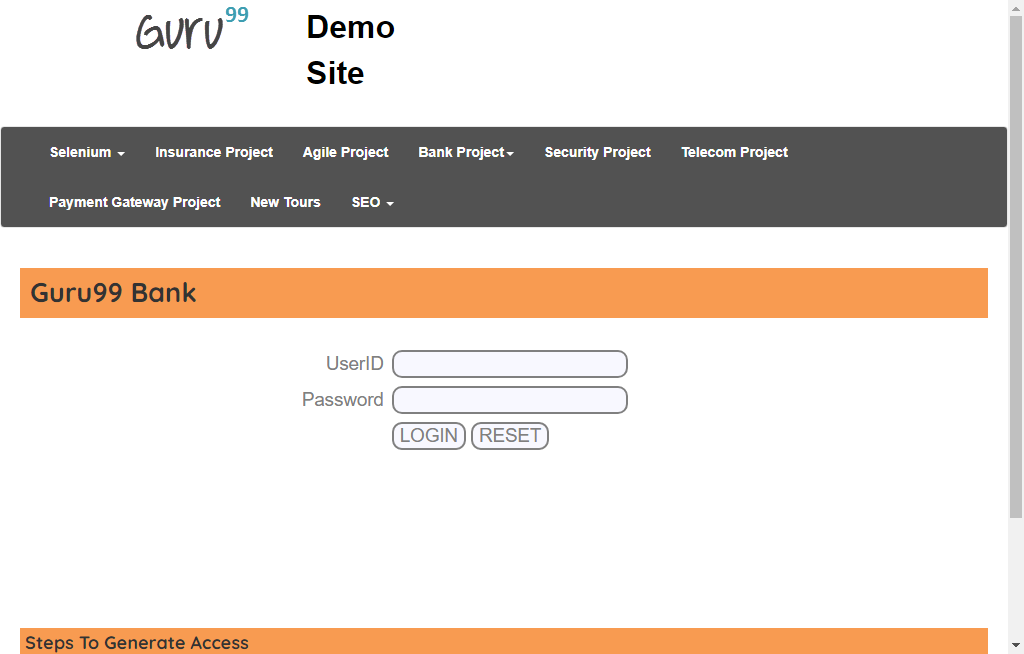 Guru99
Demo
Site
Selenium Insurance Project Agile Project Bank Project Security Project Telecom Project
Payment Gateway Project New Tours SEO
Guru99 Bank
UserID
Password
LOGIN RESET
Steps To Generate Access